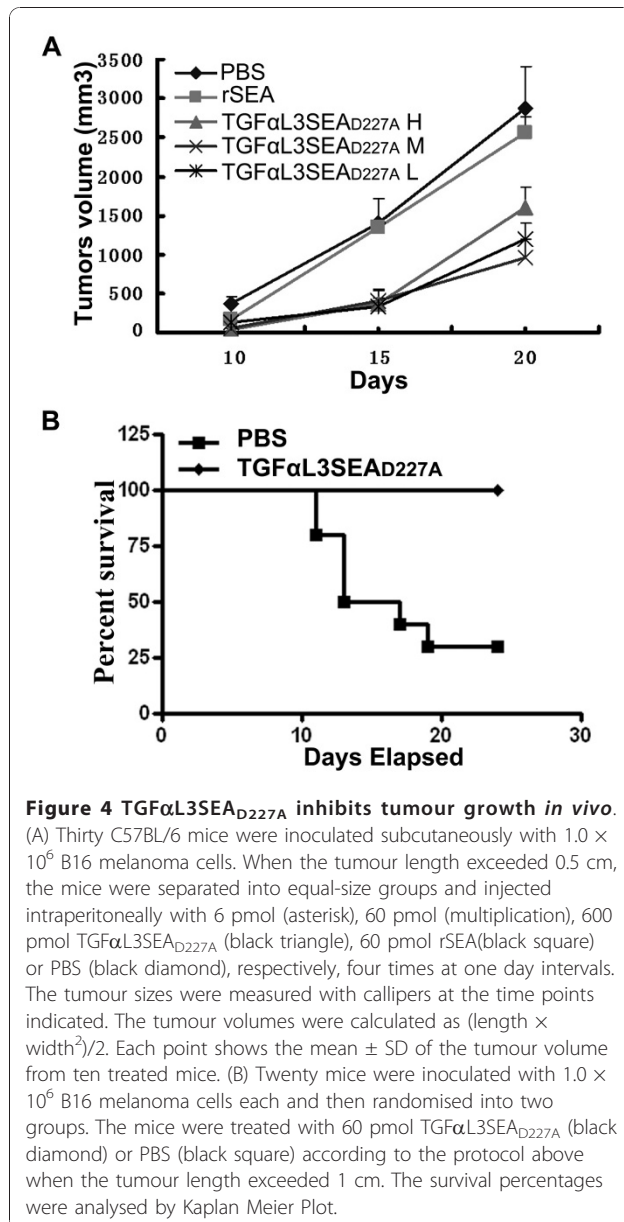 A
Tumors volume (mm3)
3500
3000
2500
2000
1500
1000
500
0
PBS
rSEA
TGFαL3SEAD227A H
TGFαL3SEAD227A M
TGFαL3SEAD227A L
10 15 20
Days
B
Percent survival
125
100
75
50
25
0
PBS
TGFαL3SEAD227A
0 10 20 30
Days Elapsed
Figure 4 TGFαL3SEAD227A inhibits tumour growth in vivo.
(A) Thirty C57BL/6 mice were inoculated subcutaneously with 1.0 ×
10⁶ B16 melanoma cells. When the tumour length exceeded 0.5 cm,
the mice were separated into equal-size groups and injected
intraperitoneally with 6 pmol (asterisk), 60 pmol (multiplication), 600
pmol TGFαL3SEAD227A (black triangle), 60 pmol rSEA(black square)
or PBS (black diamond), respectively, four times at one day intervals.
The tumour sizes were measured with callipers at the time points
indicated. The tumour volumes were calculated as (length ×
width²)/2. Each point shows the mean ± SD of the tumour volume
from ten treated mice. (B) Twenty mice were inoculated with 1.0 ×
10⁶ B16 melanoma cells each and then randomised into two
groups. The mice were treated with 60 pmol TGFαL3SEAD227A (black
diamond) or PBS (black square) according to the protocol above
when the tumour length exceeded 1 cm. The survival percentages
were analysed by Kaplan Meier Plot.